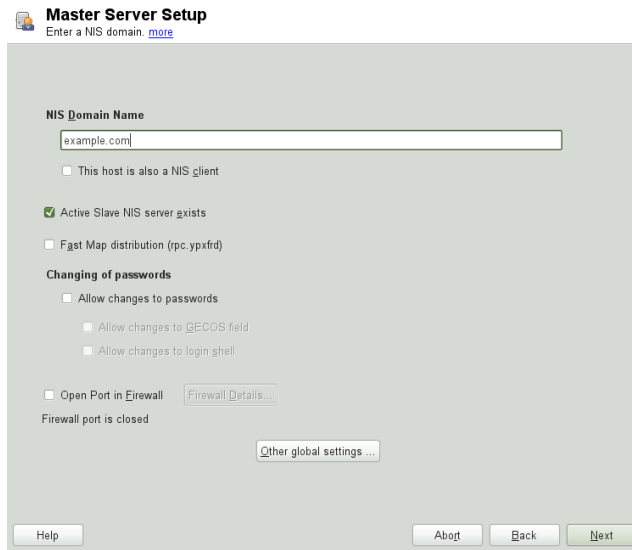 Master Server Setup
Enter a NIS domain. more
NIS Domain Name
example.com
This host is also a NIS client
Active Slave NIS server exists
Fast Map distribution (rpc.ypxfrd)
Changing of passwords
Allow changes to passwords
Allow changes to GECOS field
Allow changes to login shell
Open Port in Firewall Firewall Details...
Firewall port is closed
Other global settings ...
Help Abort Back Next